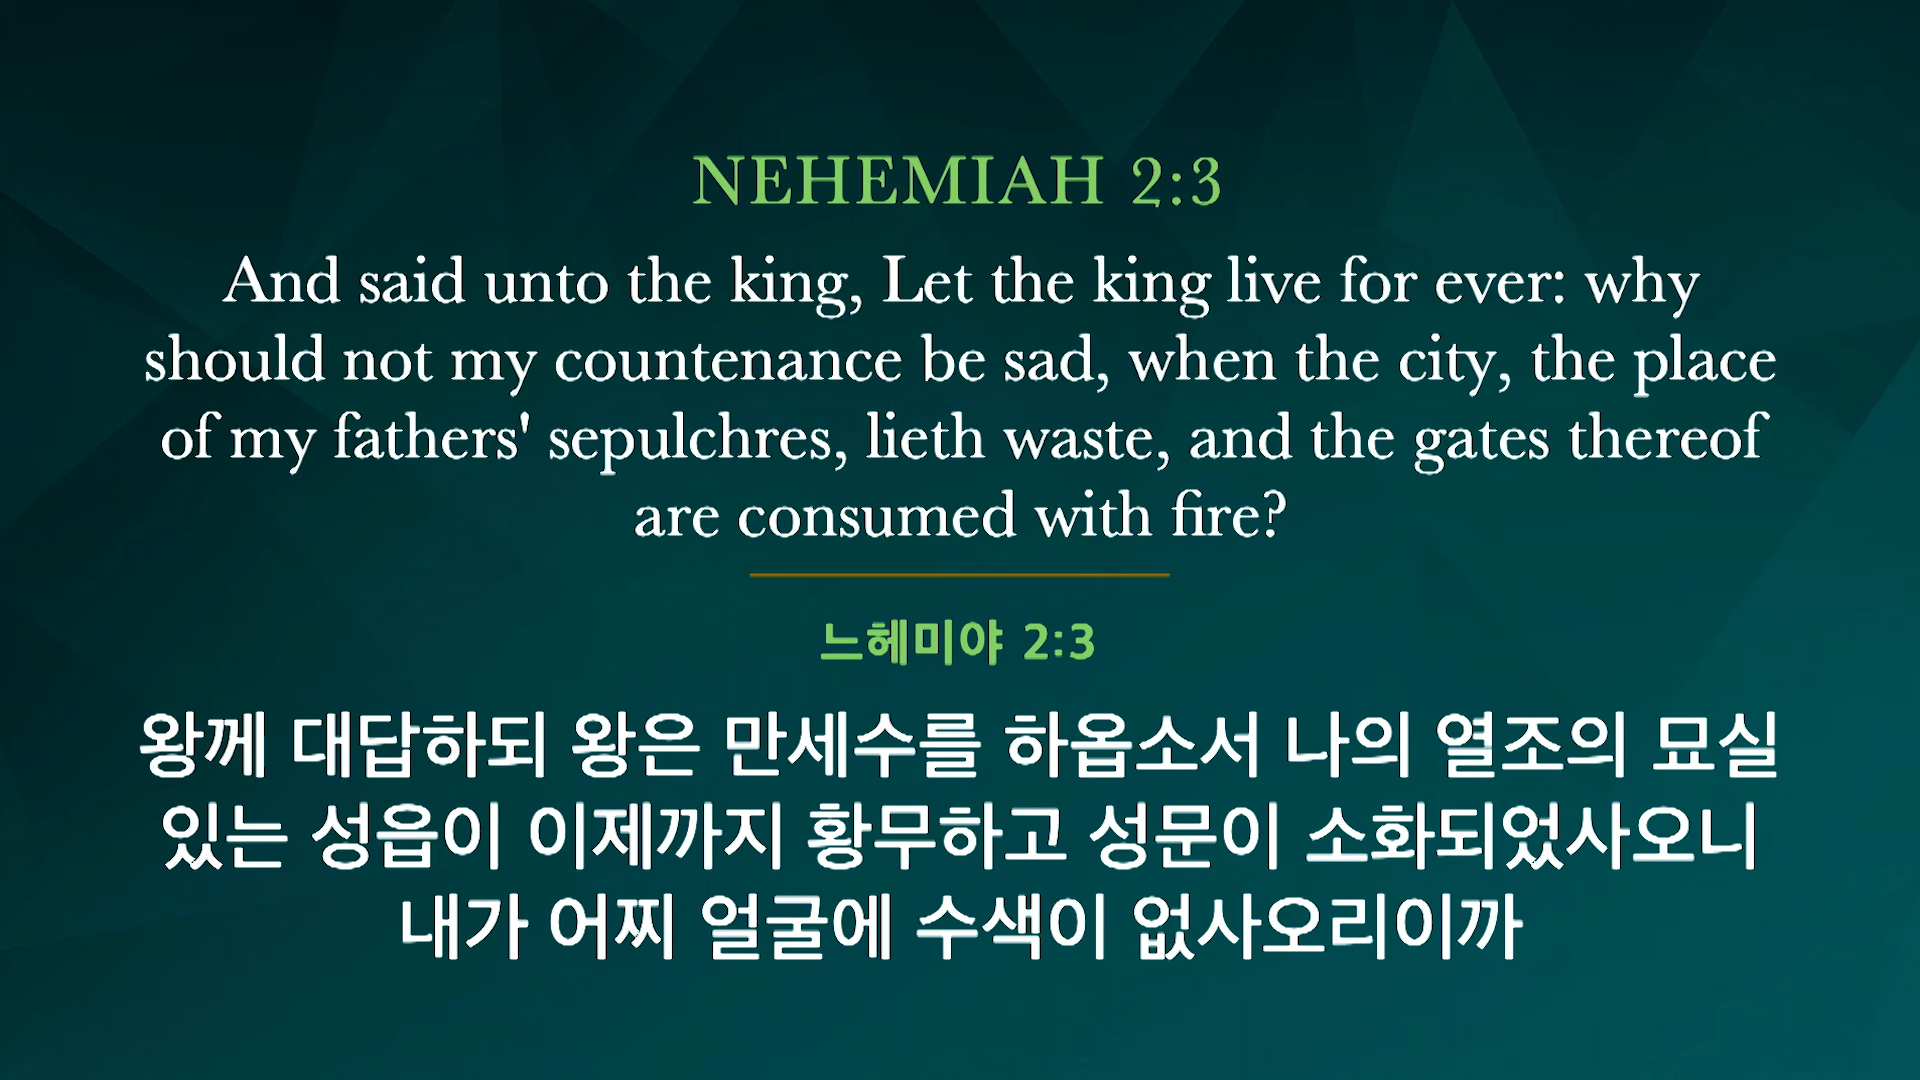 NEHEMIAH 2:3
And said unto the king, Let the king live for ever: why
should not my countenance be sad, when the city, the place
of my fathers' sepulchres, lieth waste, and the gates thereof
are consumed with fire?
느헤미야 2:3
왕께 대답하되 왕은 만세수를 하옵소서 나의 열조의 묘실
있는 성읍이 이제까지 황무하고 성문이 소화되었사오니
내가 어찌 얼굴에 수색이 없사오리이까